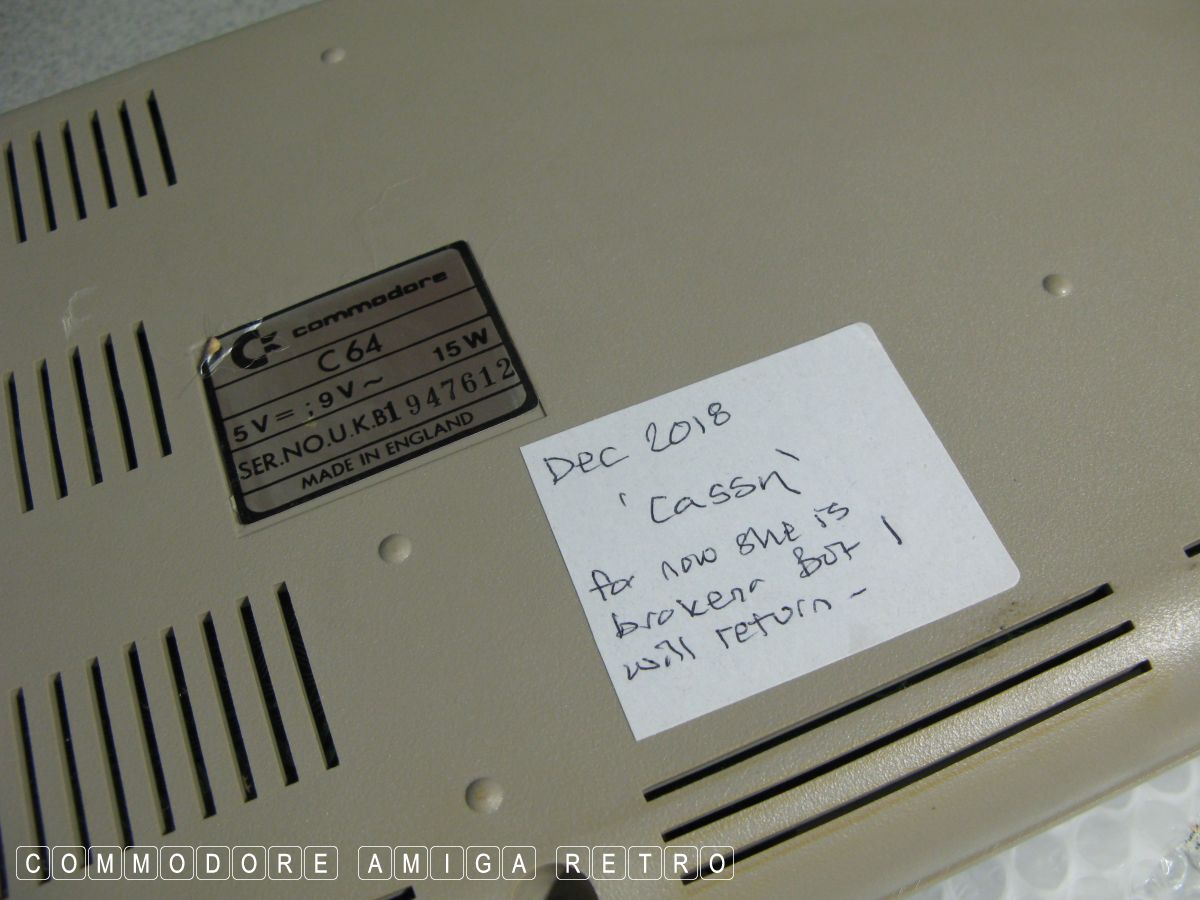 commodore
C64
5V = ; 9V ~ 15W
SER.NO.U.K.B1947612
MADE IN ENGLAND
Dec 2018
'Cassn'
for now she is
broken But I
will return -
COMMODORE AMIGA RETRO